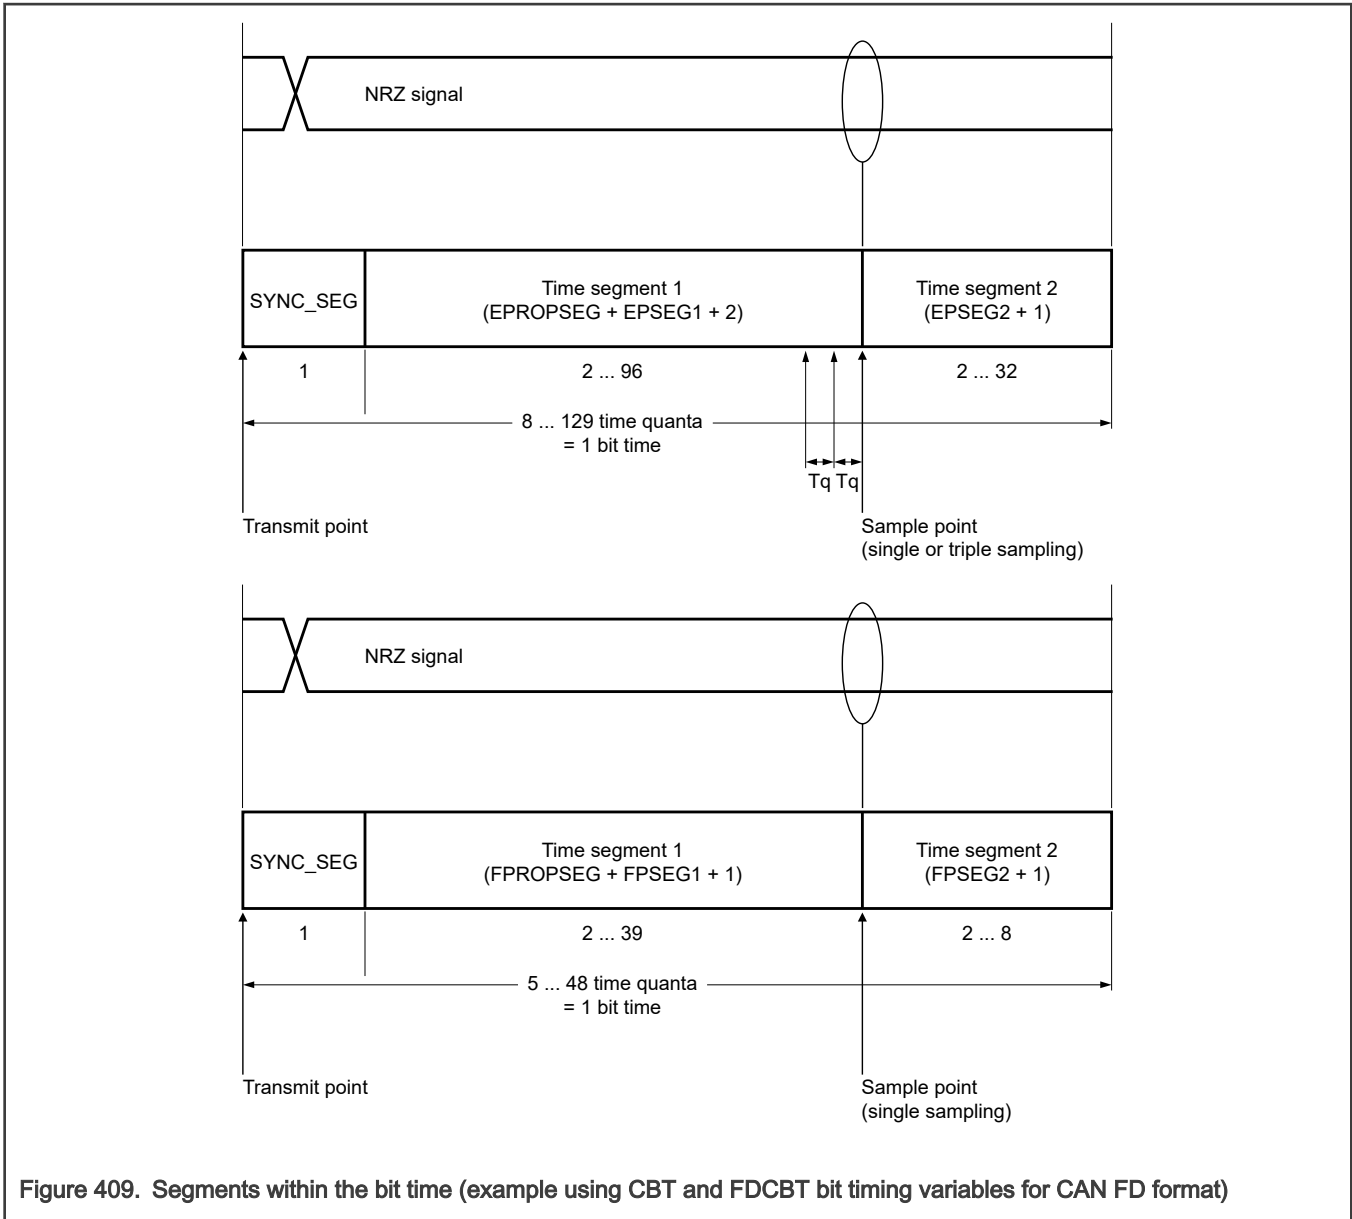 NRZ signal
SYNC_SEG
Time segment 1
(EPROPSEG + EPSEG1 + 2)
Time segment 2
(EPSEG2 + 1)
1
2 ... 96
2 ... 32
8 ... 129 time quanta
= 1 bit time
Tq Tq
Transmit point
Sample point
(single or triple sampling)
NRZ signal
SYNC_SEG
Time segment 1
(FPROPSEG + FPSEG1 + 1)
Time segment 2
(FPSEG2 + 1)
1
2 ... 39
2 ... 8
5 ... 48 time quanta
= 1 bit time
Transmit point
Sample point
(single sampling)
Figure 409. Segments within the bit time (example using CBT and FDCBT bit timing variables for CAN FD format)